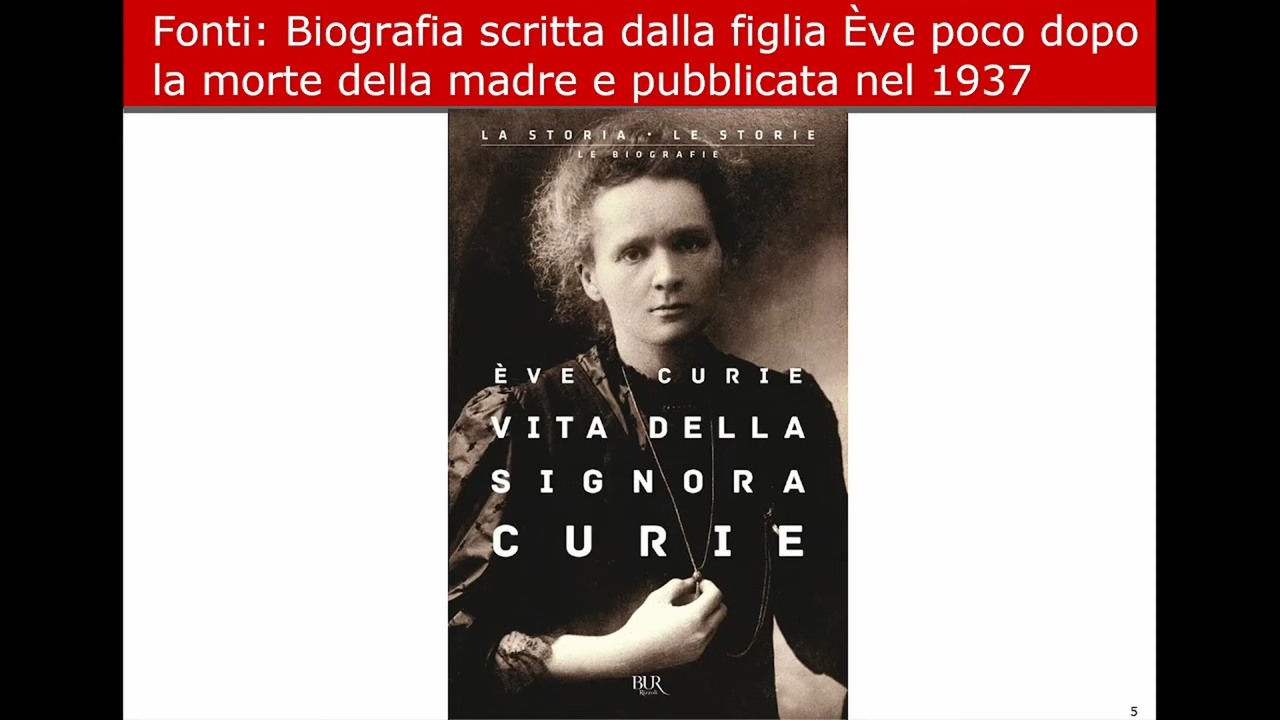 Fonti: Biografia scritta dalla figlia Ève poco dopo
la morte della madre e pubblicata nel 1937
LA STORIA • LE STORIE
LE BIOGRAFIE
ÈVE CURIE
VITA DELLA
SIGNORA
CURIE
BUR
Rizzoli
5